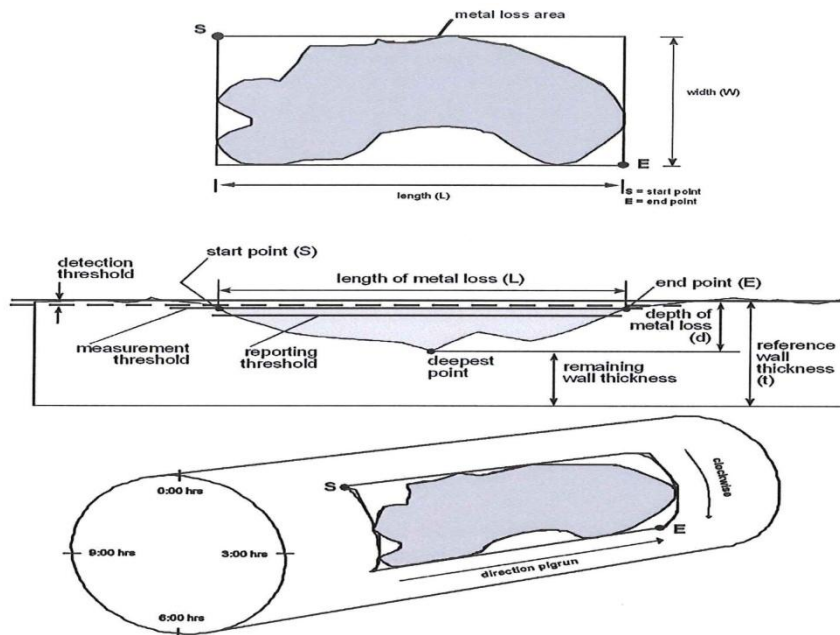 metal loss area
S
width (W)
E
length (L)
S = start point
E = end point
start point (S)
detection
threshold
length of metal loss (L)
end point (E)
measurement
threshold
reporting
threshold
deepest
point
depth of
metal loss
(d)
remaining
wall thickness
reference
wall
thickness
(t)
0:00 hrs
9:00 hrs
3:00 hrs
6:00 hrs
S
E
clockwise
direction pigrun